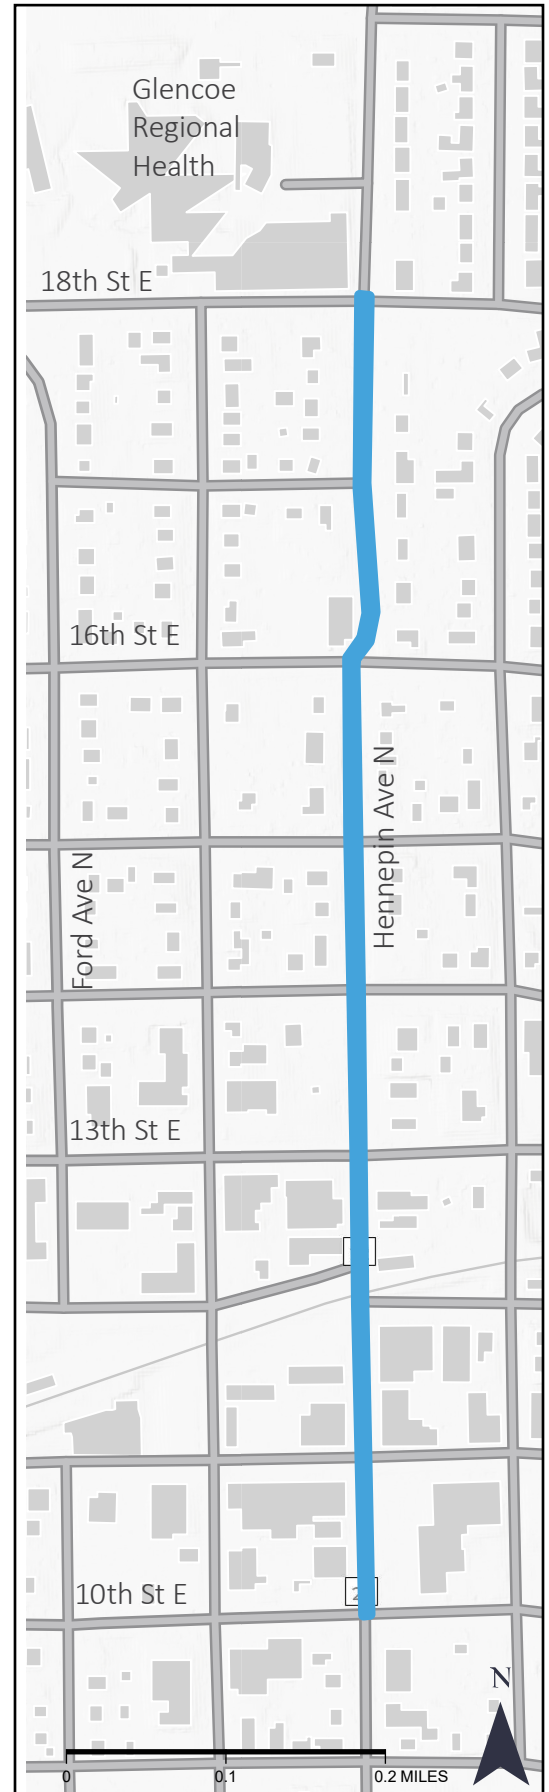 Glencoe
Regional
Health
18th St E
16th St E
Hennepin Ave N
Ford Ave N
13th St E
10th St E
N
0
0.1
0.2 MILES